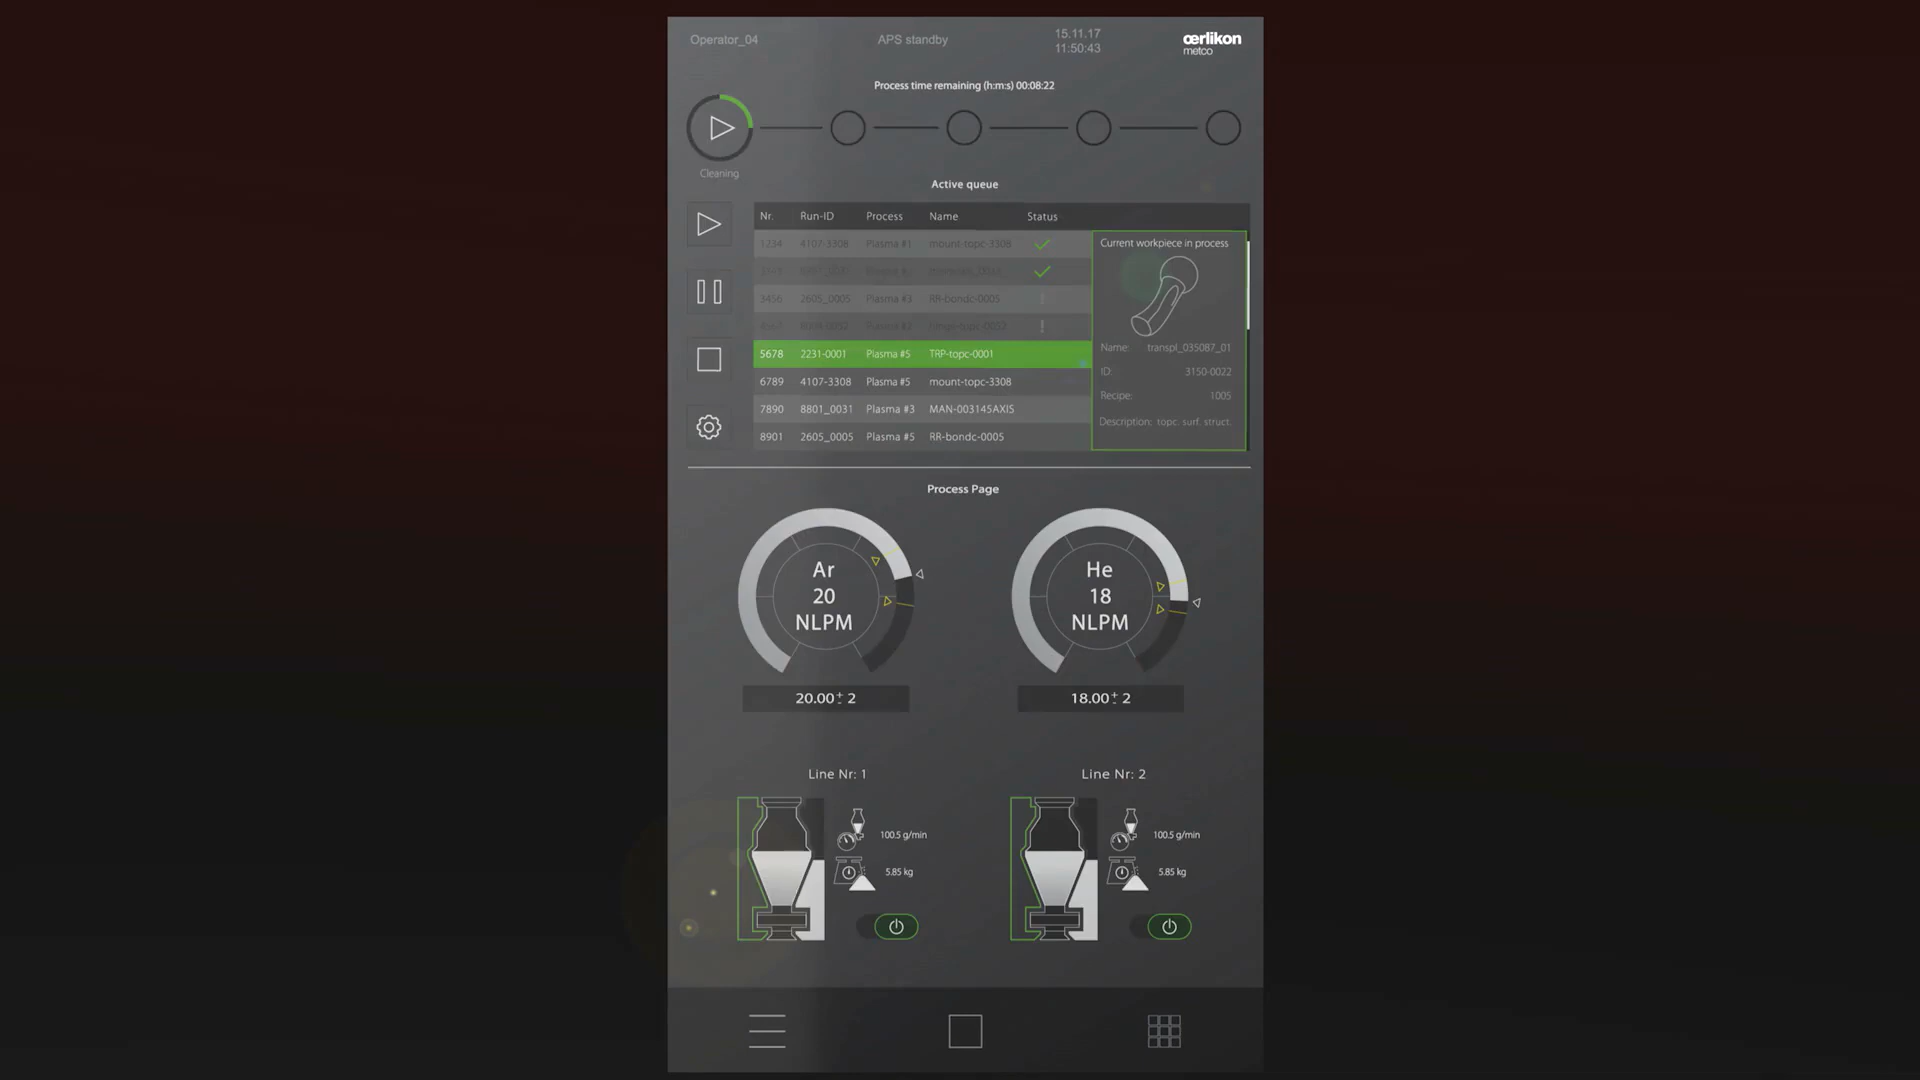 Operator_04
APS standby
15.11.17
11:50:43
œrlikon
metco
Process time remaining (h:m:s) 00:08:22
Cleaning
Active queue
Nr. Run-ID Process Name Status
1234 4107-3308 Plasma #1 mount-topc-3308
3456 2605_0005 Plasma #3 RR-bondc-0005 !
!
5678 2231-0001 Plasma #5 TRP-topc-0001
6789 4107-3308 Plasma #5 mount-topc-3308
7890 8801_0031 Plasma #3 MAN-003145AXIS
8901 2605_0005 Plasma #5 RR-bondc-0005
Current workpiece in process
Name: transpl_035087_01
ID: 3150-0022
Recipe: 1005
Description: topc. surf. struct.
Process Page
Ar
20
NLPM
20.00 ± 2
He
18
NLPM
18.00 ± 2
Line Nr: 1
100.5 g/min
5.85 kg
Line Nr: 2
100.5 g/min
5.85 kg